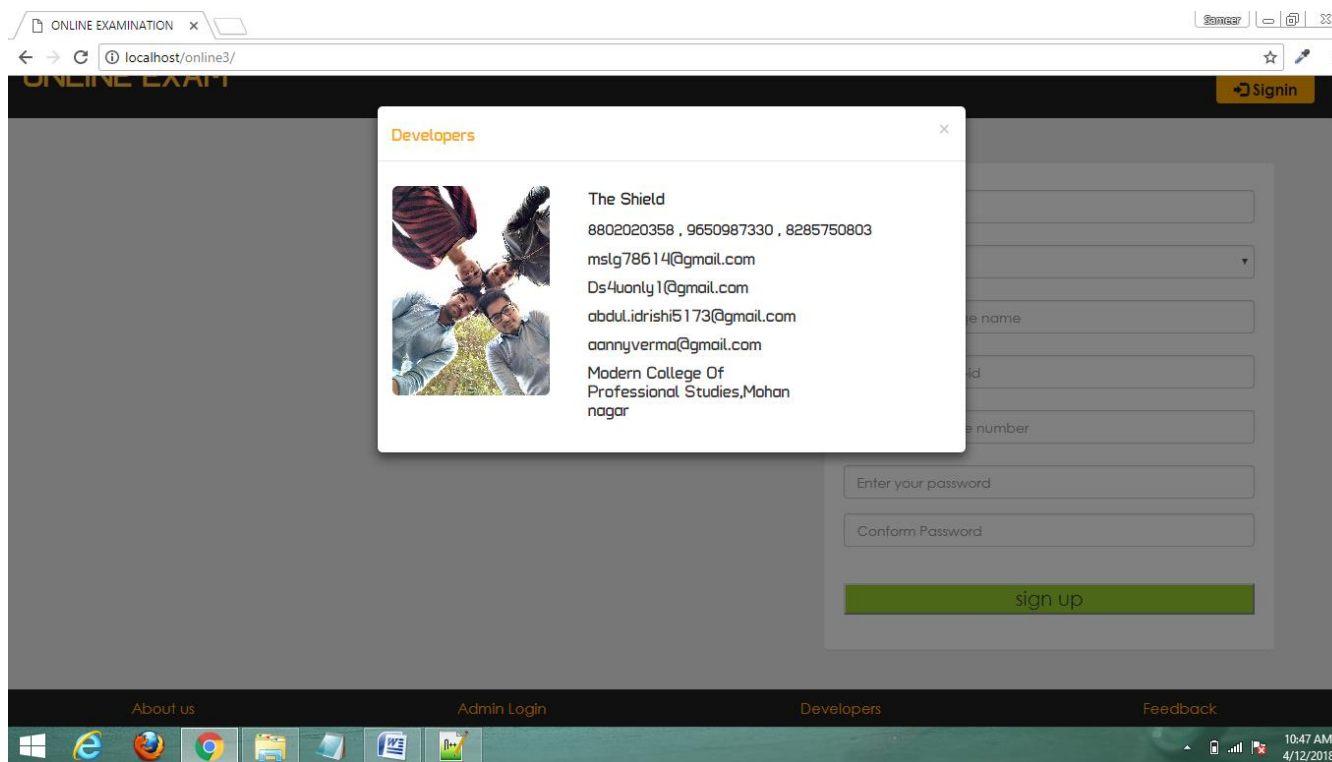 ONLINE EXAMINATION
Sameer
localhost/online3/
ONLINE EXAM
Signin
Developers
The Shield
8802020358 , 9650987330 , 8285750803
mslg78614@gmail.com
Ds4uonly1@gmail.com
abdul.idrishi5173@gmail.com
aannyverma@gmail.com
Modern College Of
Professional Studies,Mohan
nagar
name
number
Enter your password
Conform Password
sign up
About us
Admin Login
Developers
Feedback
10:47 AM
4/12/2018